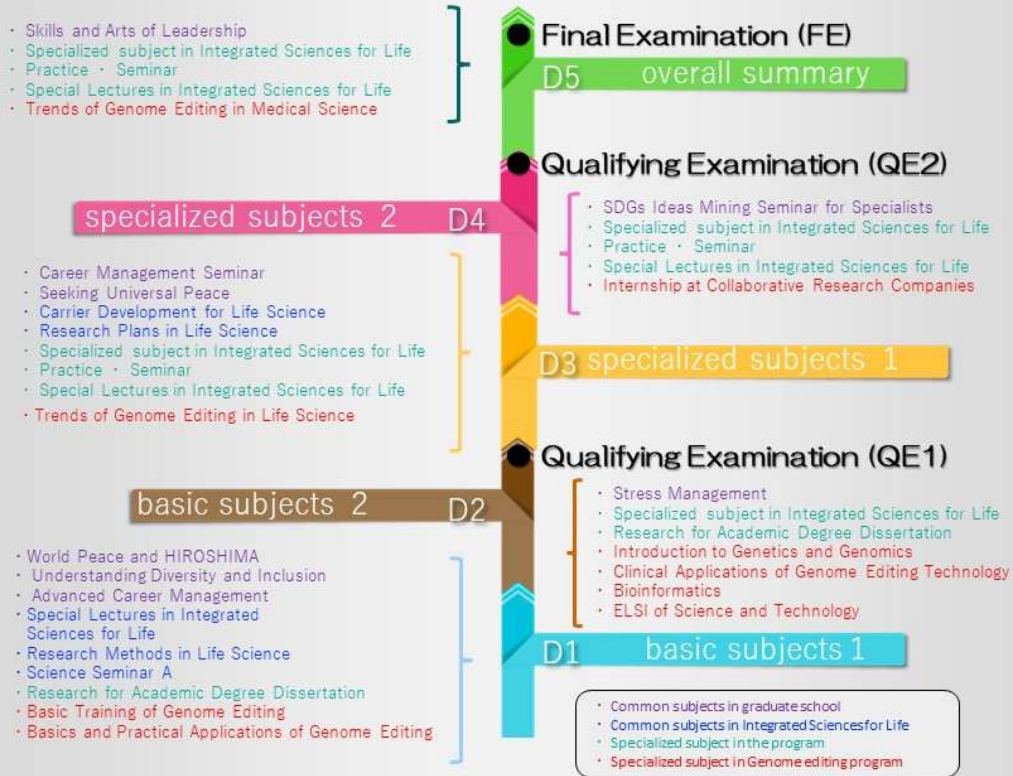 ・ Skills and Arts of Leadership
・ Specialized subject in Integrated Sciences for Life
・ Practice ・ Seminar
・ Special Lectures in Integrated Sciences for Life
・ Trends of Genome Editing in Medical Science
Final Examination (FE)
D5 overall summary
Qualifying Examination (QE2)
specialized subjects 2 D4
・ SDGs Ideas Mining Seminar for Specialists
・ Specialized subject in Integrated Sciences for Life
・ Practice ・ Seminar
・ Special Lectures in Integrated Sciences for Life
・ Internship at Collaborative Research Companies
・ Career Management Seminar
・ Seeking Universal Peace
・ Carrier Development for Life Science
・ Research Plans in Life Science
・ Specialized subject in Integrated Sciences for Life
・ Practice ・ Seminar
・ Special Lectures in Integrated Sciences for Life
・ Trends of Genome Editing in Life Science
D3 specialized subjects 1
Qualifying Examination (QE1)
basic subjects 2 D2
・ Stress Management
・ Specialized subject in Integrated Sciences for Life
・ Research for Academic Degree Dissertation
・ Introduction to Genetics and Genomics
・ Clinical Applications of Genome Editing Technology
・ Bioinformatics
・ ELSI of Science and Technology
・ World Peace and HIROSHIMA
・ Understanding Diversity and Inclusion
・ Advanced Career Management
・ Special Lectures in Integrated
Sciences for Life
・ Research Methods in Life Science
・ Science Seminar A
・ Research for Academic Degree Dissertation
・ Basic Training of Genome Editing
・ Basics and Practical Applications of Genome Editing
D1 basic subjects 1
・ Common subjects in graduate school
・ Common subjects in Integrated Sciences for Life
・ Specialized subject in the program
・ Specialized subject in Genome editing program